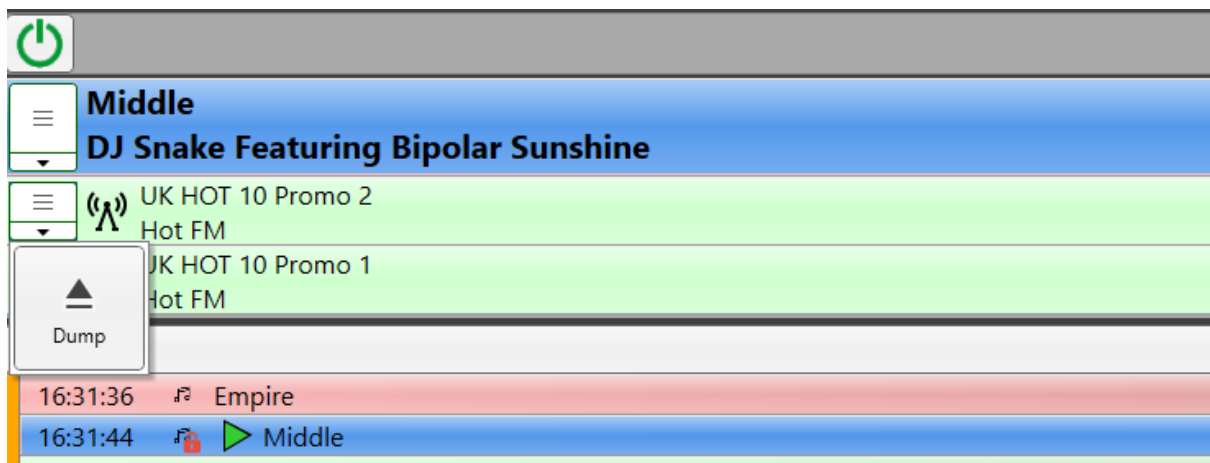 Middle
DJ Snake Featuring Bipolar Sunshine
UK HOT 10 Promo 2
Hot FM
UK HOT 10 Promo 1
Hot FM
Dump
16:31:36 Empire
16:31:44 Middle